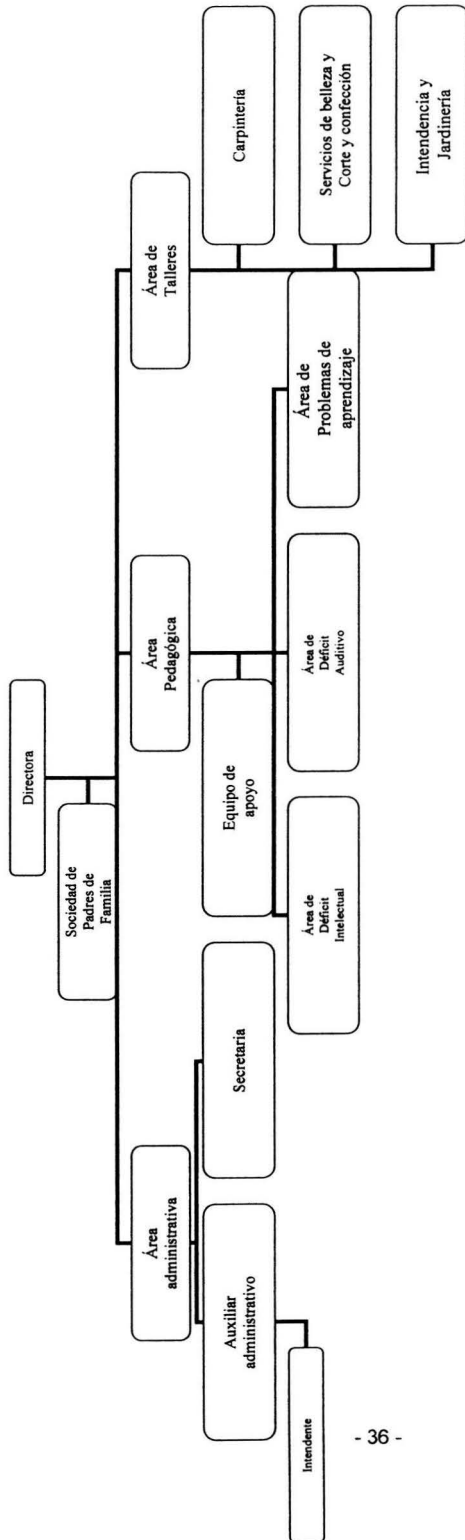 Directora
Sociedad de
Padres de
Familia
Área
administrativa
Área
Pedagógica
Área de
Talleres
Auxiliar
administrativo
Secretaria
Equipo de
apoyo
Carpintería
Intendente
Área de
Déficit
Intelectual
Área de
Déficit
Auditivo
Área de
Problemas de
aprendizaje
Servicios de belleza y
Corte y confección
Intendencia y
Jardinería
- 36 -